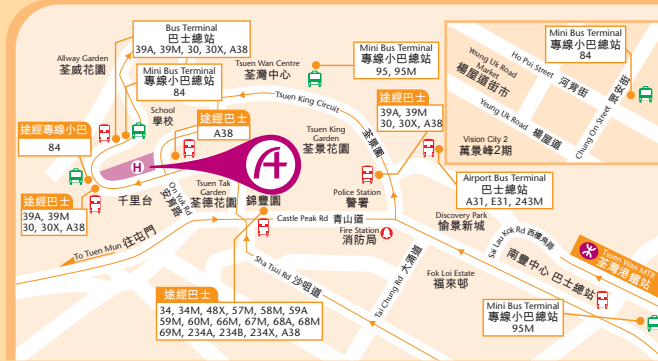 Bus Terminal
巴士總站
39A, 39M, 30, 30X, A38
Allway Garden
荃威花園
Mini Bus Terminal
專線小巴總站
84
School
學校
途經巴士
A38
途經專線小巴
84
途經巴士
39A, 39M
30, 30X, A38
H
千里台
On Yuk Rd
安育路
Tsuen Tak
Garden
荃德花園
錦豐園
Tsuen Wan Centre
荃灣中心
Mini Bus Terminal
專線小巴總站
95, 95M
Tsuen King Circuit
Tsuen King
Garden
荃景花園
荃景圍
途經巴士
39A, 39M
30, 30X, A38
Police Station
警署
Castle Peak Rd 青山道
Fire Station
消防局
To Tuen Mun 往屯門
Sha Tsui Rd 沙咀道
Tai Chung Rd 大涌道
途經巴士
34, 34M, 48X, 57M, 58M, 59A
59M, 60M, 66M, 67M, 68A, 68M
69M, 234A, 234B, 234X, A38
Airport Bus Terminal
巴士總站
A31, E31, 243M
Discovery Park
愉景新城
Fok Loi Estate
福來邨
Sai Lau Kok Rd 西樓角路
南豐中心 巴士總站
Tsuen Wan MTR
荃灣港鐵站
Mini Bus Terminal
專線小巴總站
95M
Yeung Uk Road
Market
楊屋道街市
Ho Pui Street 河背街
Yeung Uk Road 楊屋道
Vision City 2
萬景峰2期
Chung On Street 眾安街
Mini Bus Terminal
專線小巴總站
84